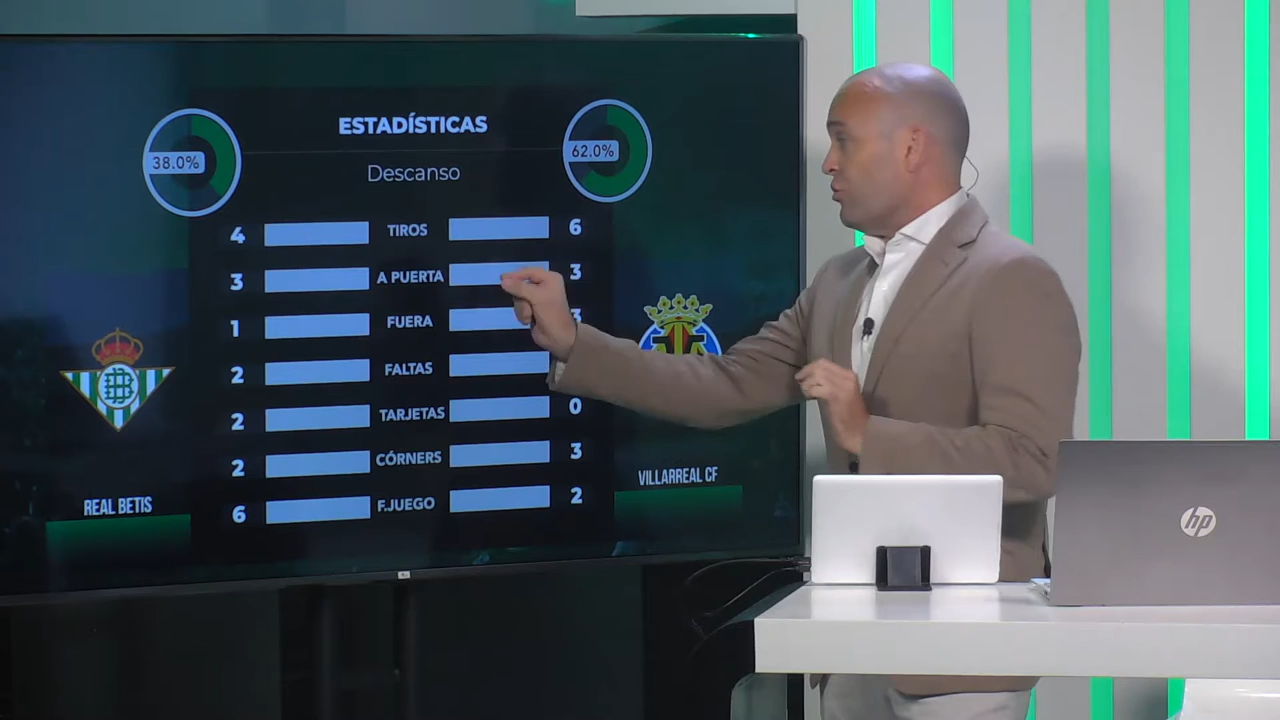 ESTADÍSTICAS
38.0%
62.0%
Descanso
4 TIROS 6
3 A PUERTA 3
1 FUERA 3
2 FALTAS
2 TARJETAS 0
2 CÓRNERS 3
6 F.JUEGO 2
REAL BETIS
VILLARREAL CF
hp